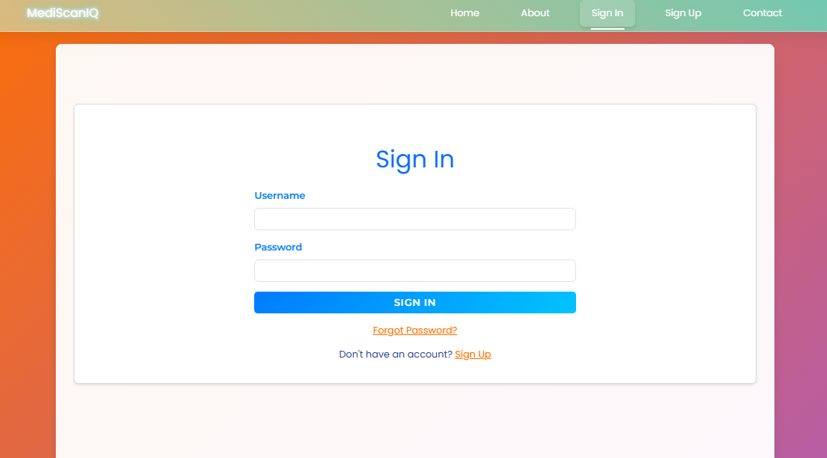 MediScanIQ Home About Sign In Sign Up Contact
Sign In
Username
Password
SIGN IN
Forgot Password?
Don't have an account? Sign Up